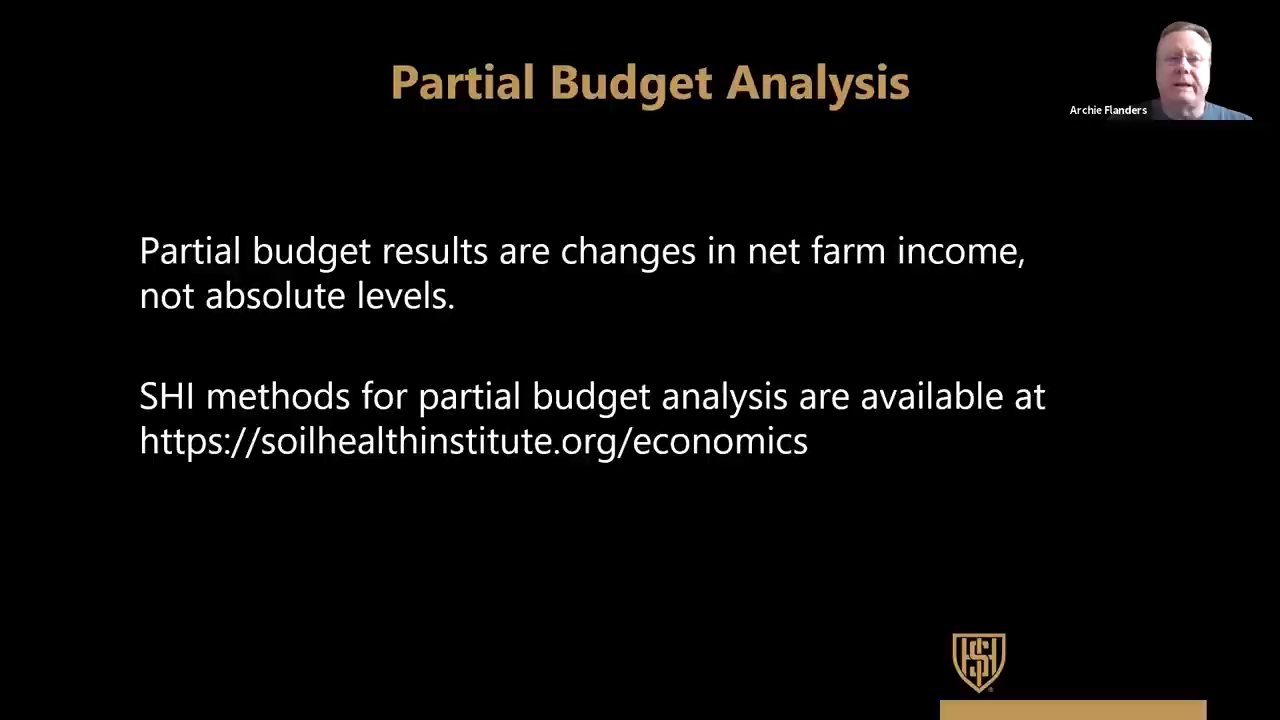 Partial Budget Analysis
Archie Flanders
Partial budget results are changes in net farm income,
not absolute levels.
SHI methods for partial budget analysis are available at
https://soilhealthinstitute.org/economics
SHI